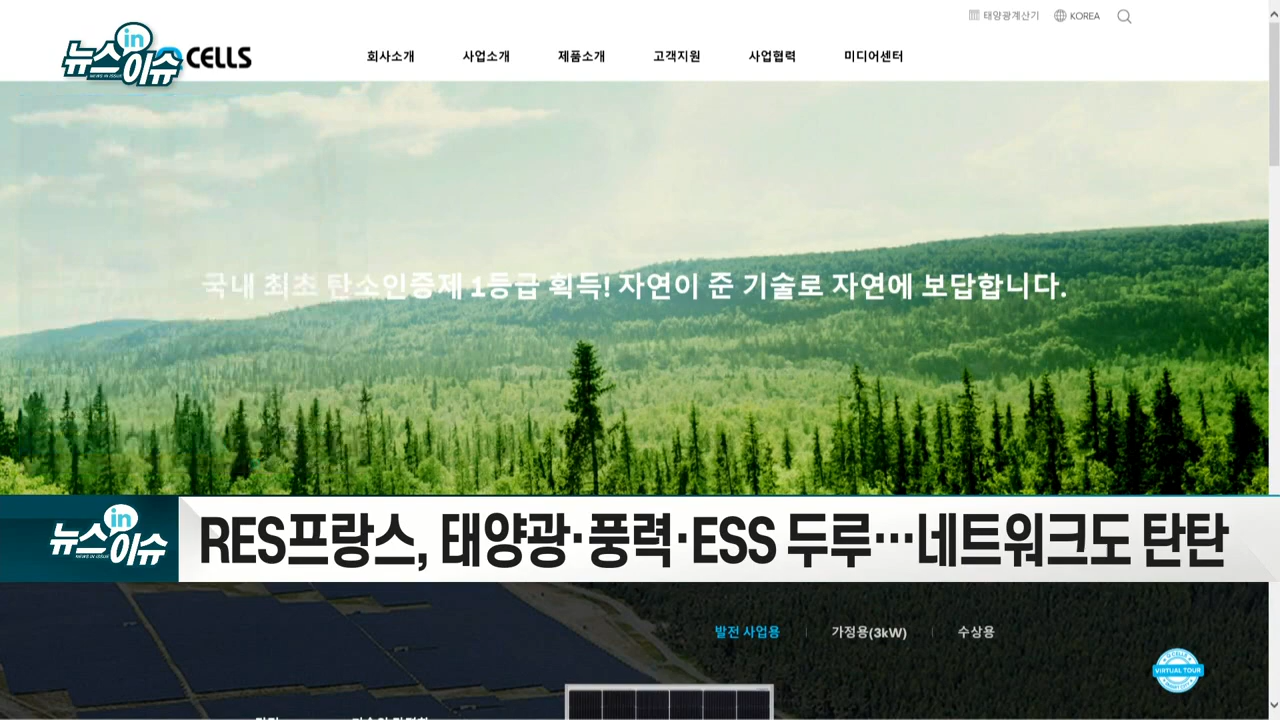 태양광계산기 KOREA
뉴스 in 이슈
NEWS IN ISSUE
CELLS
회사소개 사업소개 제품소개 고객지원 사업협력 미디어센터
국내 최초 탄소인증제 1등급 획득! 자연이 준 기술로 자연에 보답합니다.
뉴스 in 이슈
NEWS IN ISSUE
RES프랑스, 태양광·풍력·ESS 두루…네트워크도 탄탄
발전 사업용 가정용(3kW) 수상용
Q CELLS
VIRTUAL TOUR